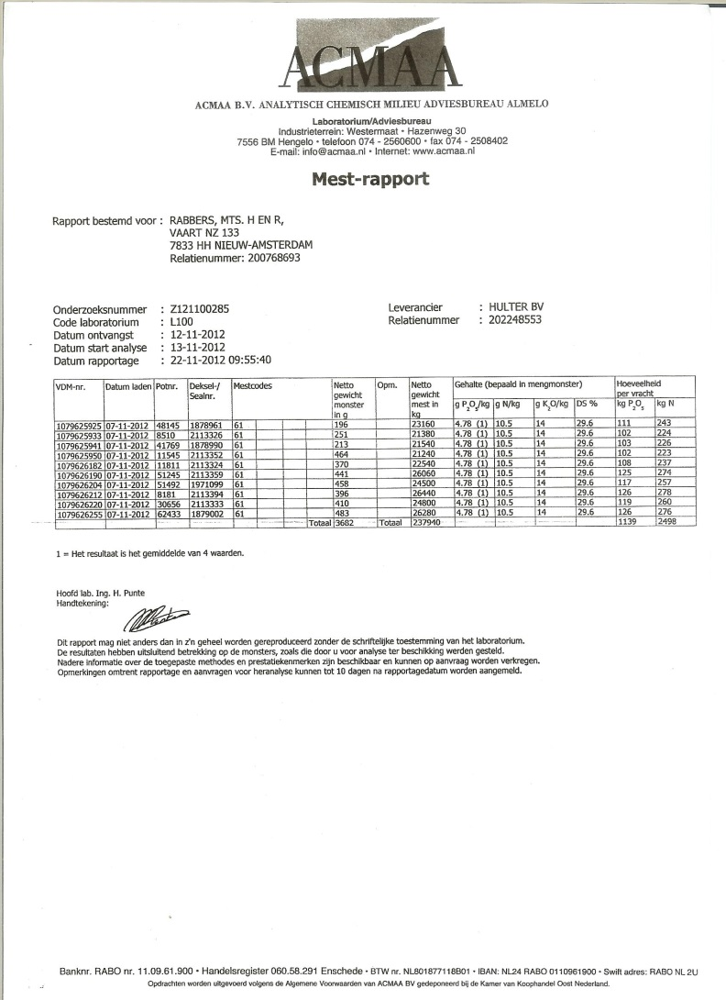 ACMAA
ACMAA B.V. ANALYTISCH CHEMISCH MILIEU ADVIESBUREAU ALMELO
Laboratorium/Adviesbureau
Industrieterrein: Westermaat • Hazenweg 30
7556 BM Hengelo • telefoon 074 - 2560600 • fax 074 - 2508402
E-mail: info@acmaa.nl • Internet: www.acmaa.nl
Mest-rapport
Rapport bestemd voor : RABBERS, MTS. H EN R,
VAART NZ 133
7833 HH NIEUW-AMSTERDAM
Relatienummer: 200768693
Onderzoeksnummer : Z121100285
Code laboratorium : L100
Datum ontvangst : 12-11-2012
Datum start analyse : 13-11-2012
Datum rapportage : 22-11-2012 09:55:40
Leverancier : HULTER BV
Relatienummer : 202248553
VDM-nr. Datum laden Potnr. Deksel-/ Sealnr. Mestcodes Netto gewicht monster in g Opm. Netto gewicht mest in kg Gehalte (bepaald in mengmonster) Hoeveelheid per vracht
g P2O5/kg g N/kg g K2O/kg DS % kg P2O5 kg N
1079625925 07-11-2012 48145 1878961 61 196 23160 4.78 (1) 10.5 14 29.6 111 243
1079625933 07-11-2012 8510 2113326 61 251 21380 4.78 (1) 10.5 14 29.6 102 224
1079625941 07-11-2012 41769 1878990 61 213 21540 4.78 (1) 10.5 14 29.6 103 226
1079625950 07-11-2012 11545 2113352 61 464 21240 4.78 (1) 10.5 14 29.6 102 223
1079626182 07-11-2012 11811 2113324 61 370 22540 4.78 (1) 10.5 14 29.6 108 237
1079626190 07-11-2012 51245 2113359 61 441 26060 4.78 (1) 10.5 14 29.6 125 274
1079626204 07-11-2012 51492 1971099 61 458 24500 4.78 (1) 10.5 14 29.6 117 257
1079626212 07-11-2012 8181 2113394 61 396 26440 4.78 (1) 10.5 14 29.6 126 278
1079626220 07-11-2012 30656 2113333 61 410 24800 4.78 (1) 10.5 14 29.6 119 260
1079626255 07-11-2012 62433 1879002 61 483 26280 4.78 (1) 10.5 14 29.6 126 276
Totaal 3682 Totaal 237940 1139 2498
1 = Het resultaat is het gemiddelde van 4 waarden.
Hoofd lab. Ing. H. Punte
Handtekening:
Dit rapport mag niet anders dan in z'n geheel worden gereproduceerd zonder de schriftelijke toestemming van het laboratorium.
De resultaten hebben uitsluitend betrekking op de monsters, zoals die door u voor analyse ter beschikking werden gesteld.
Nadere informatie over de toegepaste methodes en prestatiekenmerken zijn beschikbaar en kunnen op aanvraag worden verkregen.
Opmerkingen omtrent rapportage en aanvragen voor heranalyse kunnen tot 10 dagen na rapportagedatum worden aangemeld.
Banknr. RABO nr. 11.09.61.900 • Handelsregister 060.58.291 Enschede • BTW nr. NL801877118B01 • IBAN: NL24 RABO 0110961900 • Swift adres: RABO NL 2U
Opdrachten worden uitgevoerd volgens de Algemene Voorwaarden van ACMAA BV gedeponeerd bij de Kamer van Koophandel Oost Nederland.